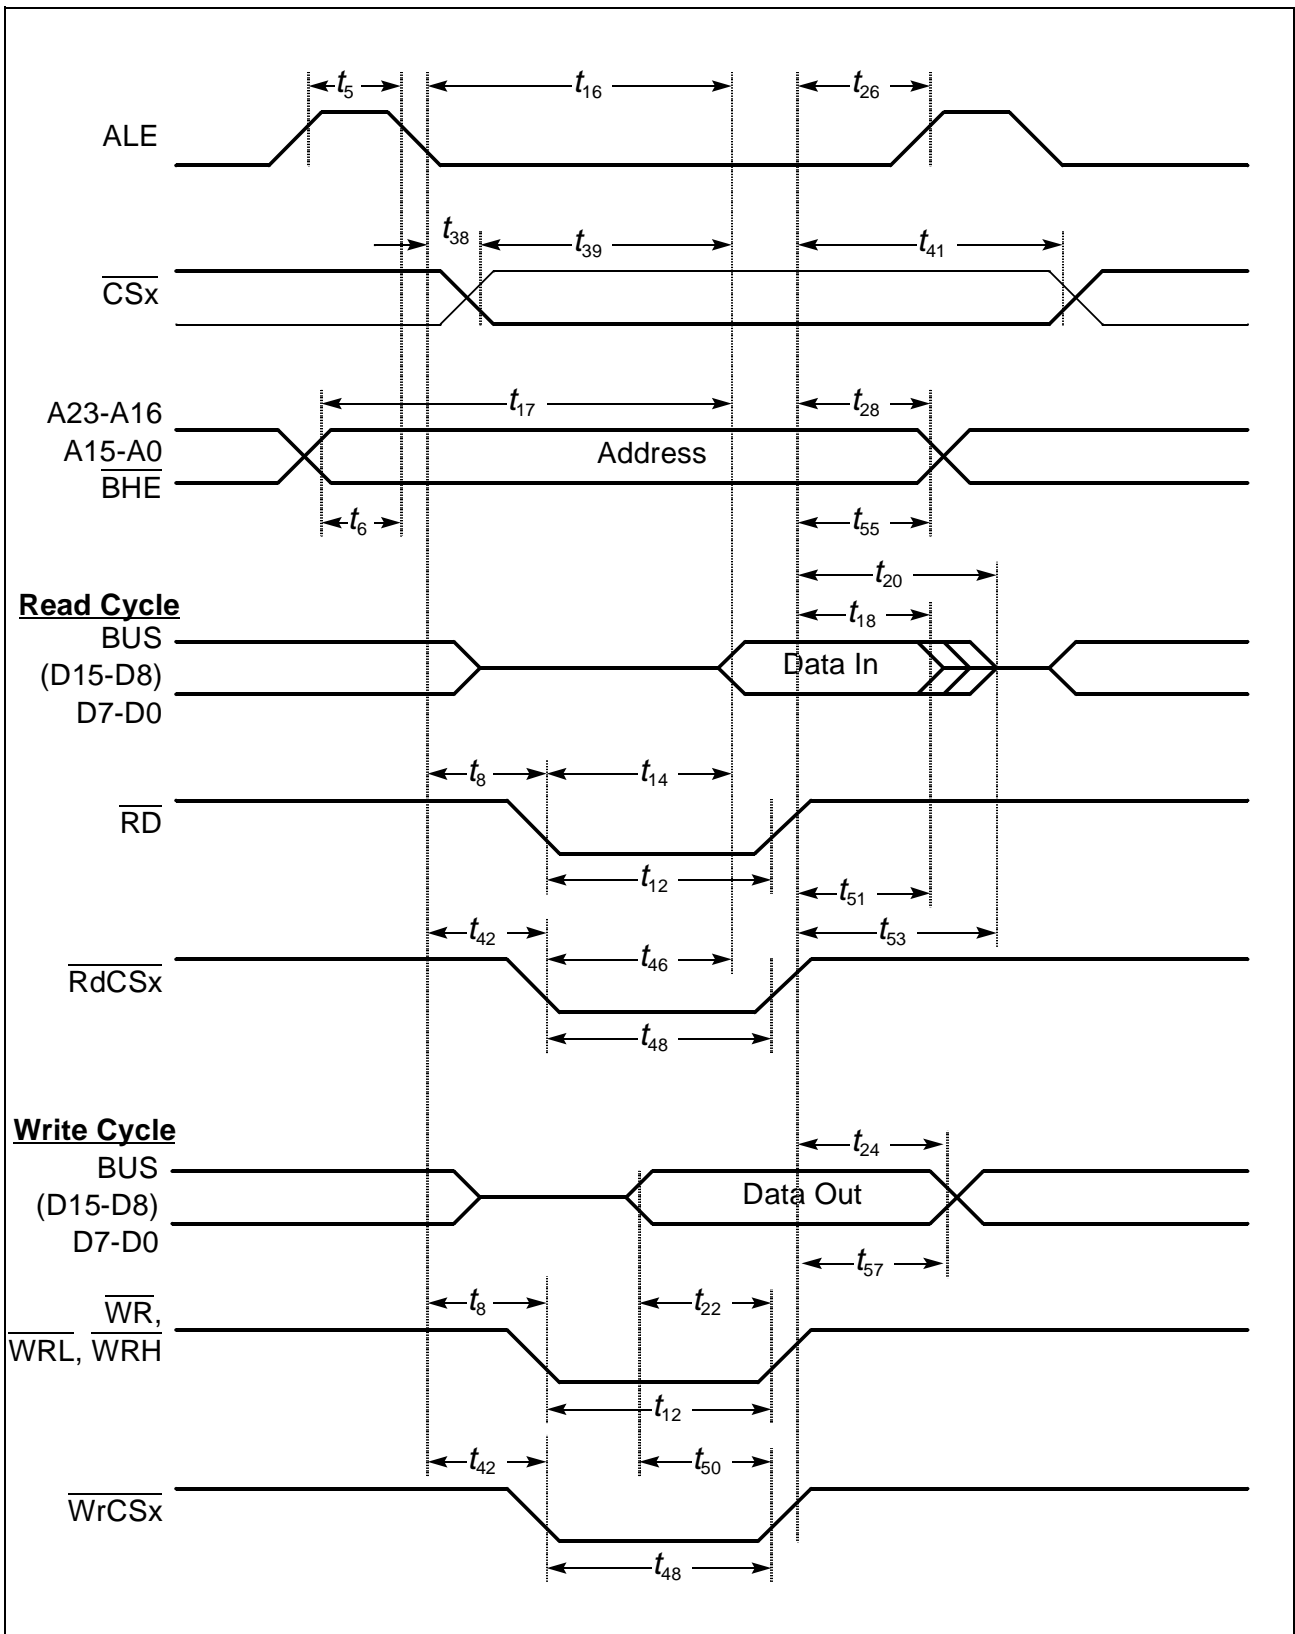 t5 t16 t26
ALE
t38 t39 t41
CSx
t17 t28
A23-A16
A15-A0
BHE
Address
t6 t55
t20
Read Cycle
t18
BUS
(D15-D8)
D7-D0
Data In
t8 t14
RD
t12 t51
t42 t53
t46
RdCSx
t48
Write Cycle
t24
BUS
(D15-D8)
D7-D0
Data Out
t57
t8 t22
WR,
WRL, WRH
t12
t42 t50
WrCSx
t48